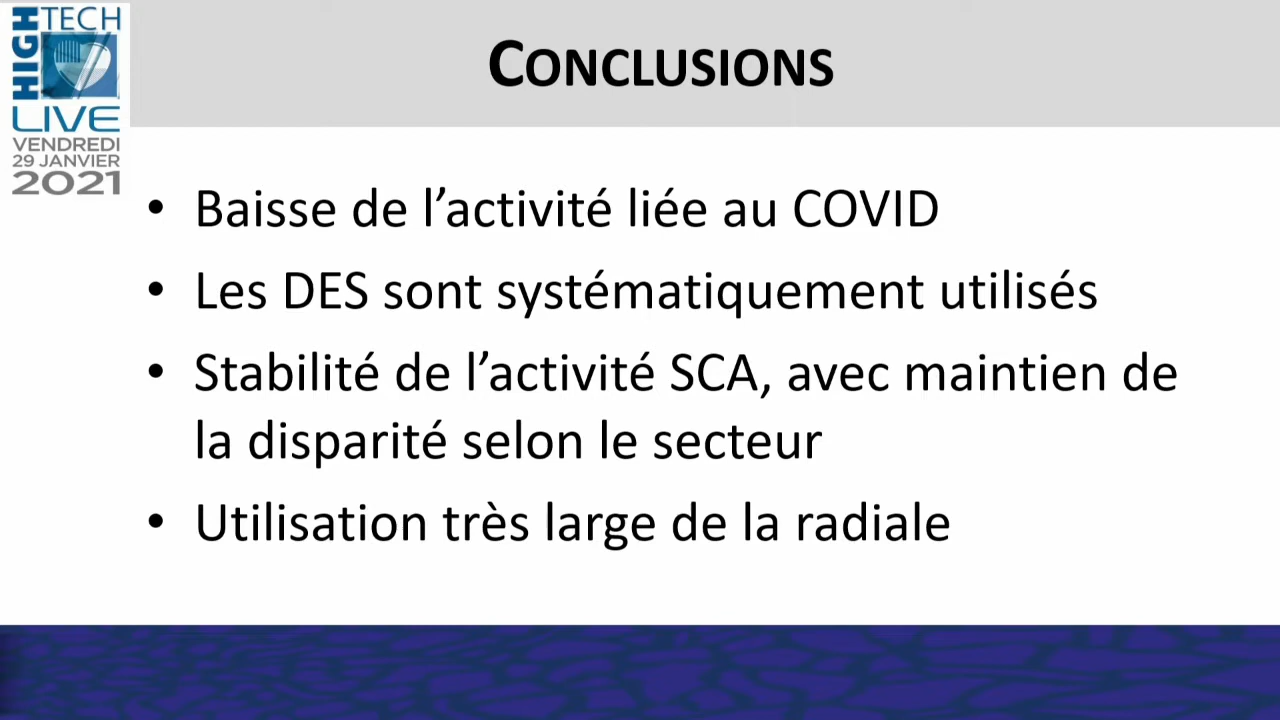 HIGH
TECH
LIVE
VENDREDI
29 JANVIER
2021
CONCLUSIONS
• Baisse de l’activité liée au COVID
• Les DES sont systématiquement utilisés
• Stabilité de l’activité SCA, avec maintien de
la disparité selon le secteur
• Utilisation très large de la radiale